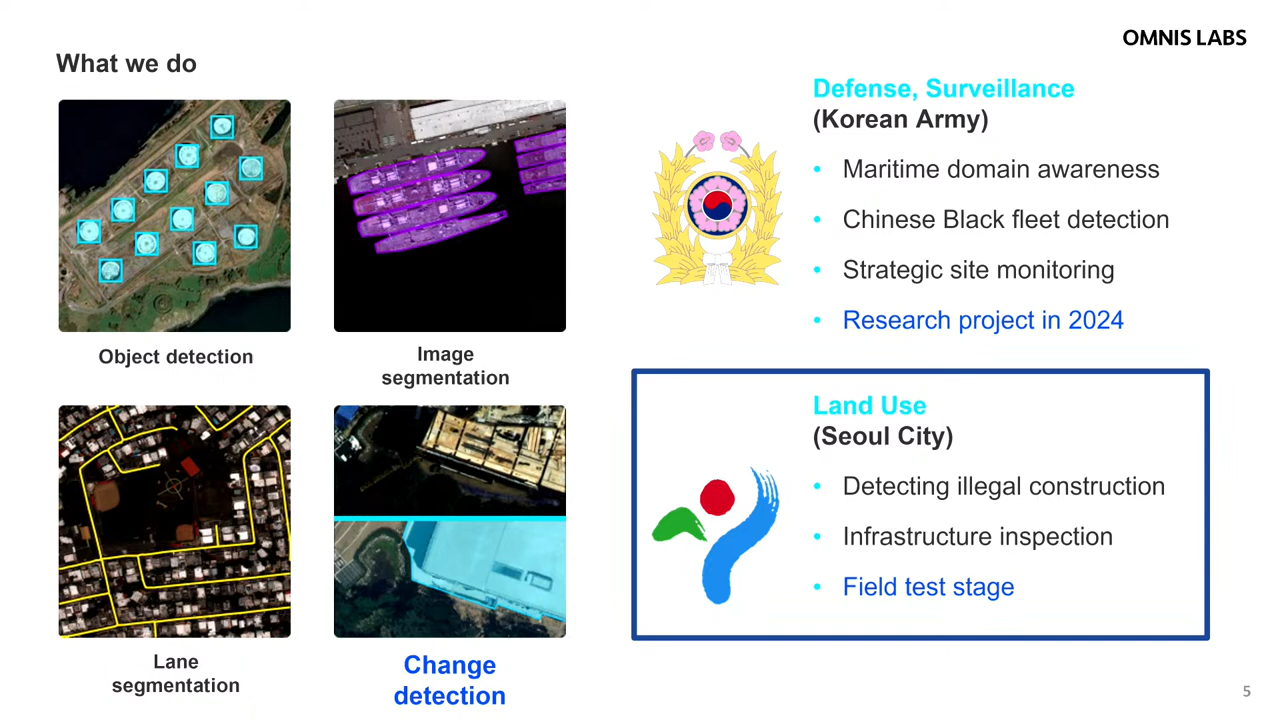 OMNIS LABS
What we do
Object detection
Image
segmentation
Lane
segmentation
Change
detection
Defense, Surveillance
(Korean Army)
• Maritime domain awareness
• Chinese Black fleet detection
• Strategic site monitoring
• Research project in 2024
Land Use
(Seoul City)
• Detecting illegal construction
• Infrastructure inspection
• Field test stage
5